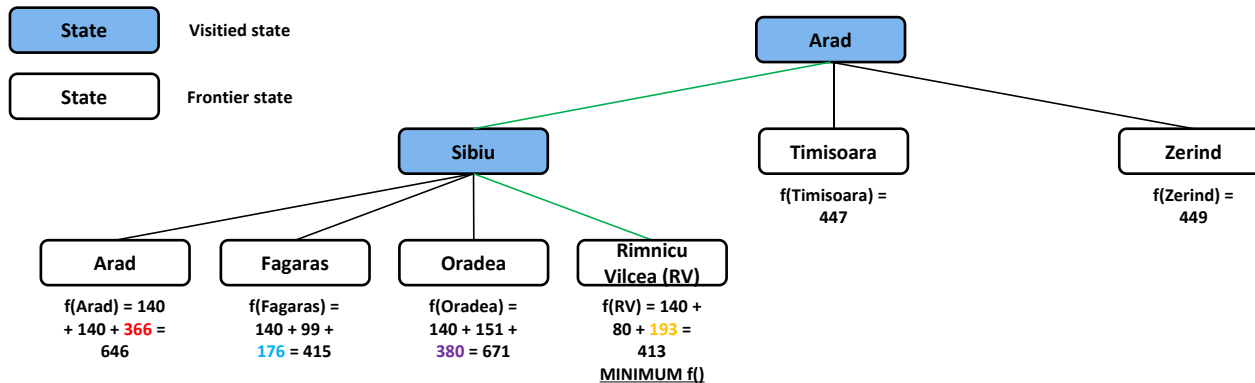 State
Visitied state
State
Frontier state
Arad
Sibiu
Timisoara
Zerind
f(Timisoara) =
447
f(Zerind) =
449
Arad
Fagaras
Oradea
Rimnicu
Vilcea (RV)
f(Arad) = 140
+ 140 + 366 =
646
f(Fagaras) =
140 + 99 +
176 = 415
f(Oradea) =
140 + 151 +
380 = 671
f(RV) = 140 +
80 + 193 =
413
MINIMUM f()